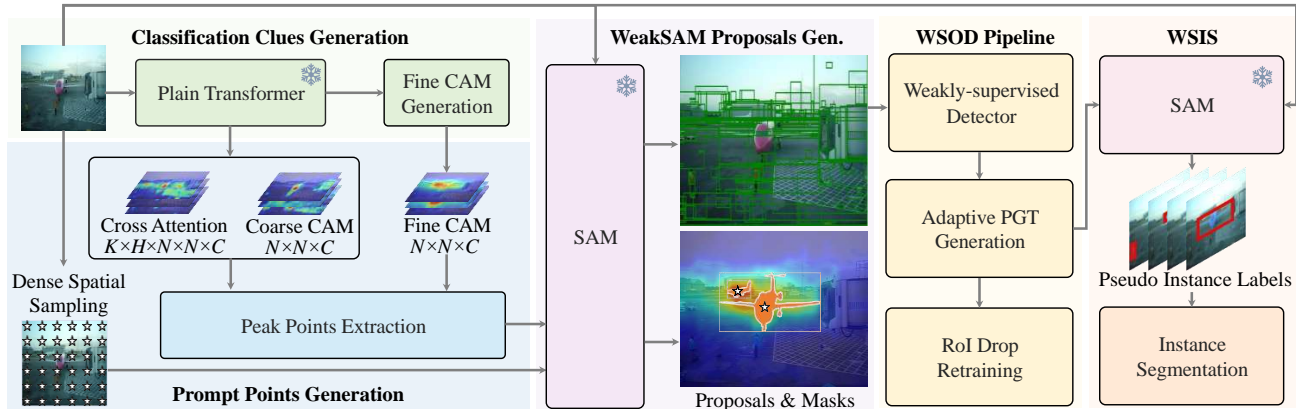 Classification Clues Generation
Plain Transformer
Fine CAM
Generation
Cross Attention
K×H×N×N×C
Coarse CAM
N×N×C
Fine CAM
N×N×C
Dense Spatial
Sampling
Peak Points Extraction
Prompt Points Generation
WeakSAM Proposals Gen.
SAM
Proposals & Masks
WSOD Pipeline
Weakly-supervised
Detector
Adaptive PGT
Generation
RoI Drop
Retraining
WSIS
SAM
Pseudo Instance Labels
Instance
Segmentation